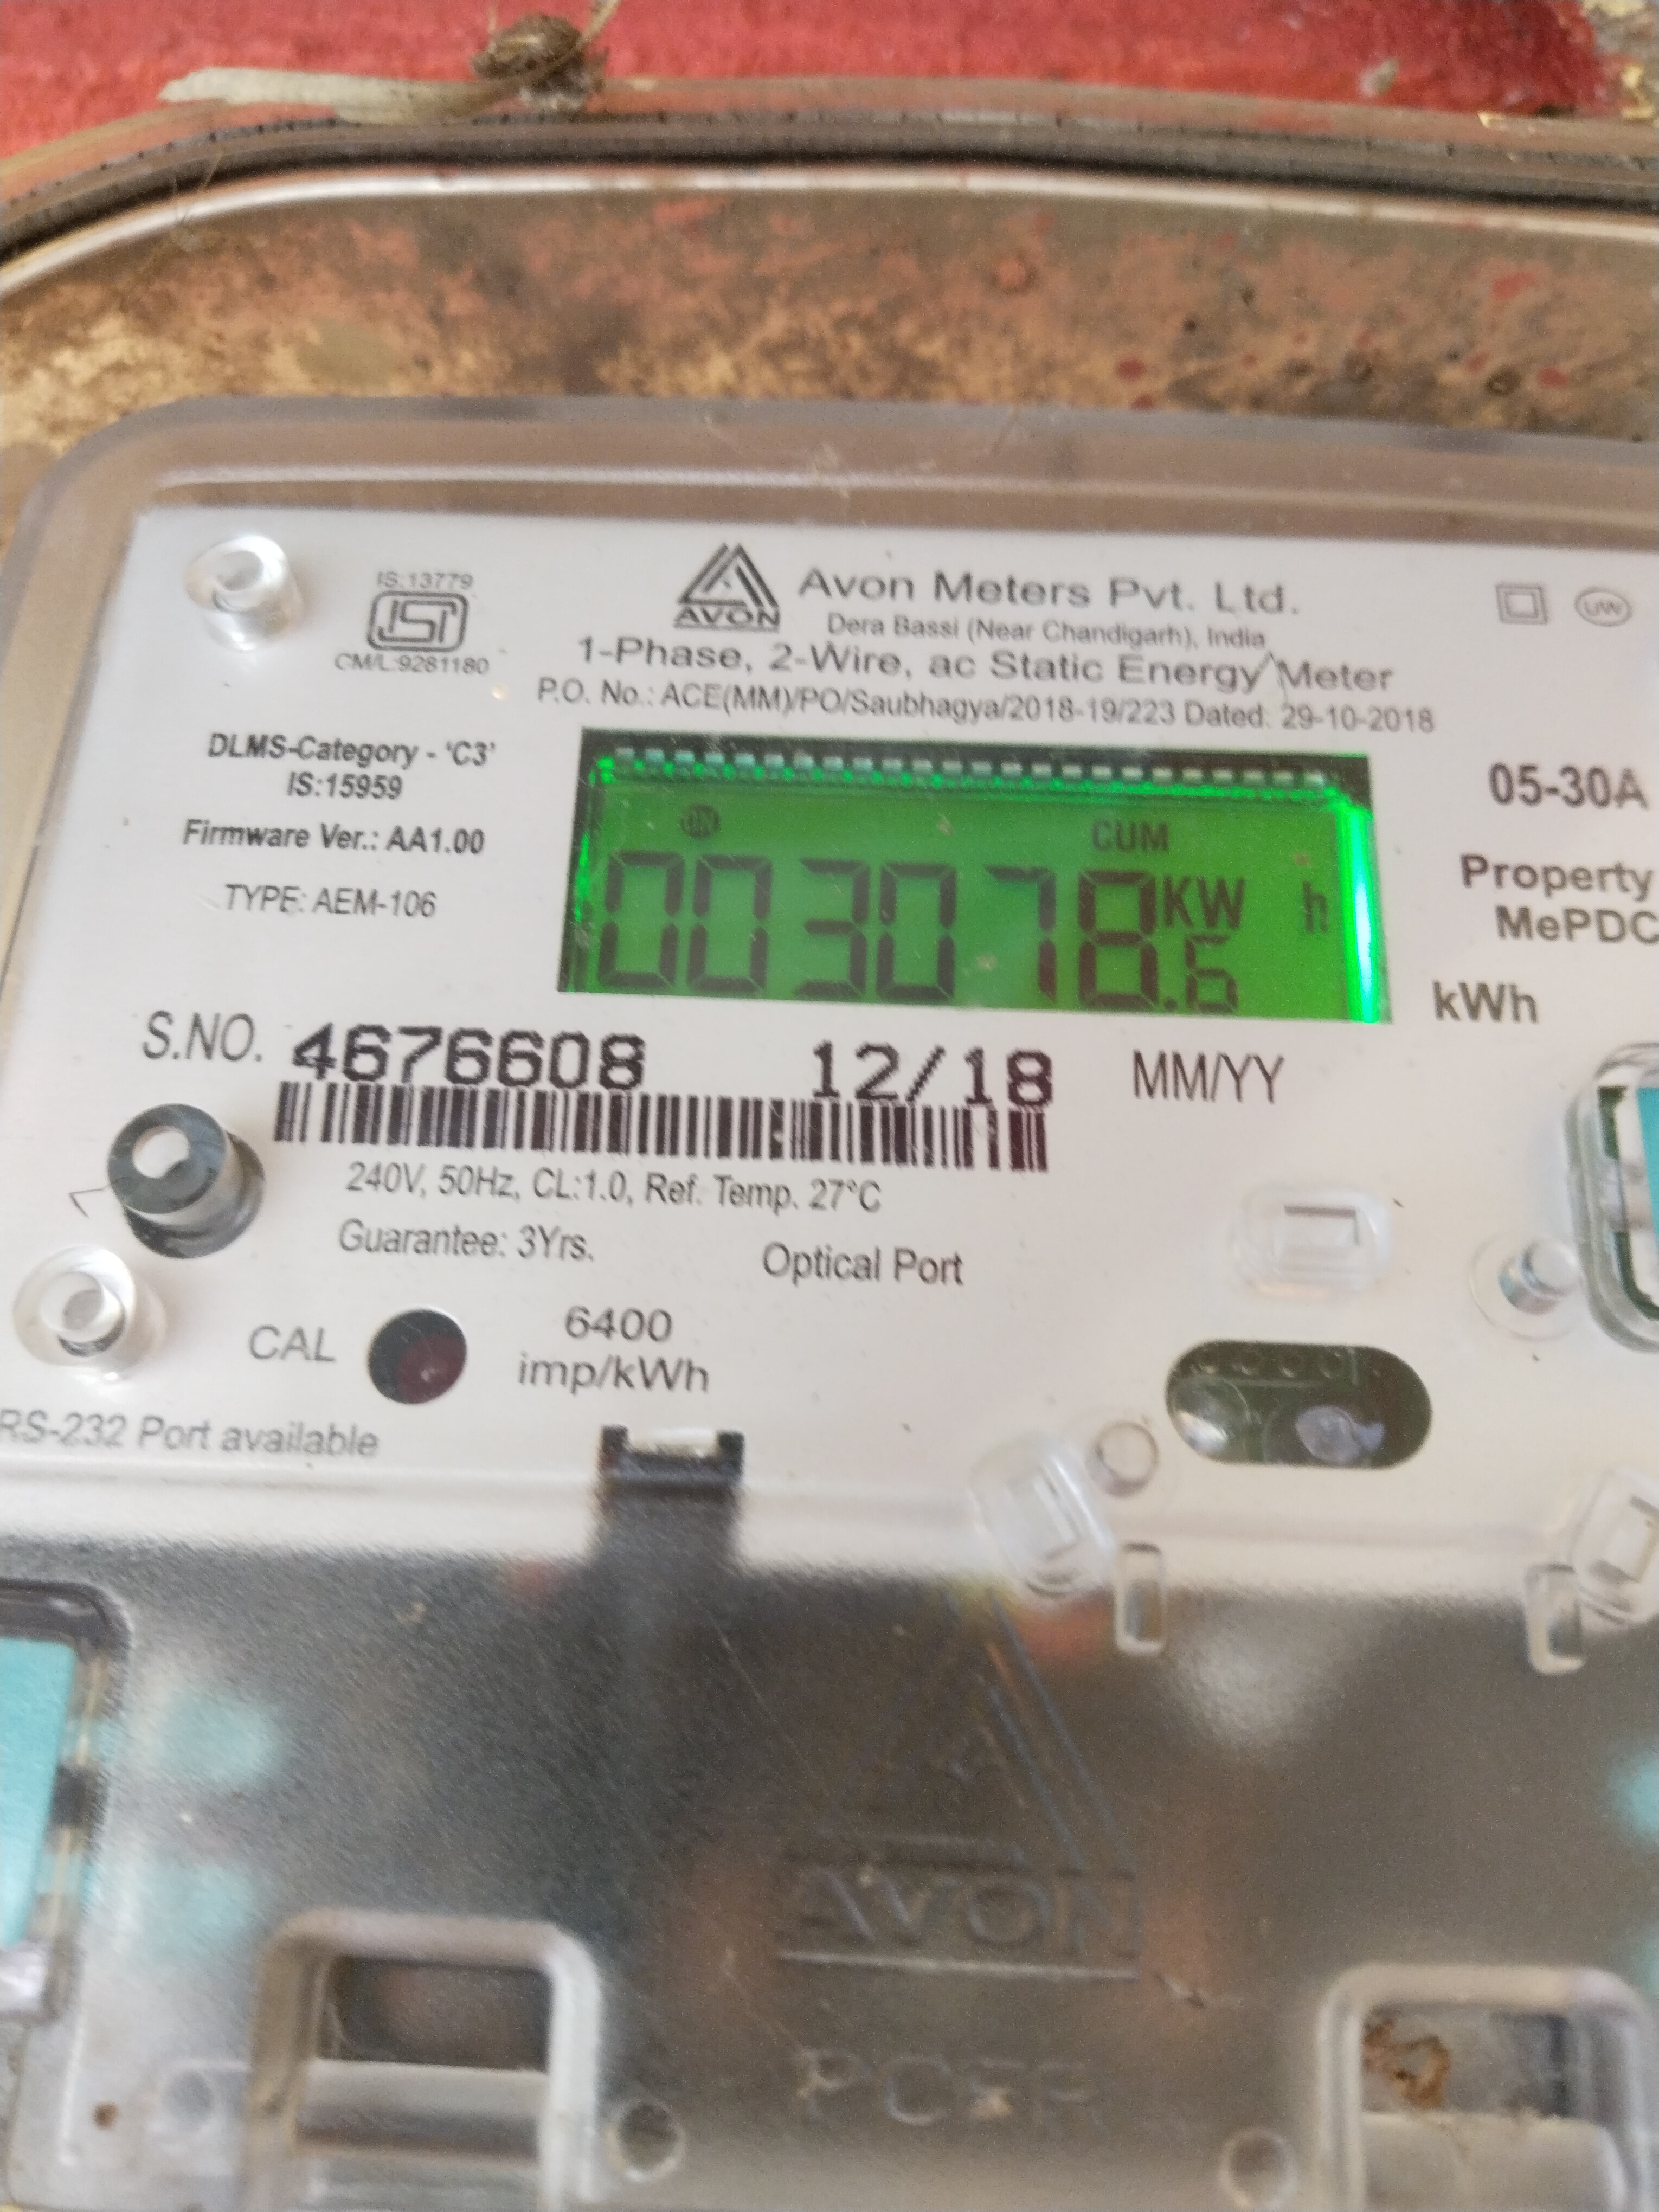 IS:13779
ISI
CM/L:9281180
AVON
Avon Meters Pvt. Ltd.
Dera Bassi (Near Chandigarh), India
1-Phase, 2-Wire, ac Static Energy Meter
P.O. No.: ACE(MM)/PO/Saubhagya/2018-19/223 Dated: 29-10-2018
UW
DLMS-Category - 'C3'
IS:15959
Firmware Ver.: AA1.00
TYPE: AEM-106
ON
CUM
003078.6 KW h
05-30A
Property
MePDC
kWh
S.NO. 4676608 12/18 MM/YY
240V, 50Hz, CL:1.0, Ref. Temp. 27°C
Guarantee: 3Yrs.
Optical Port
CAL
6400
imp/kWh
RS-232 Port available
AVON